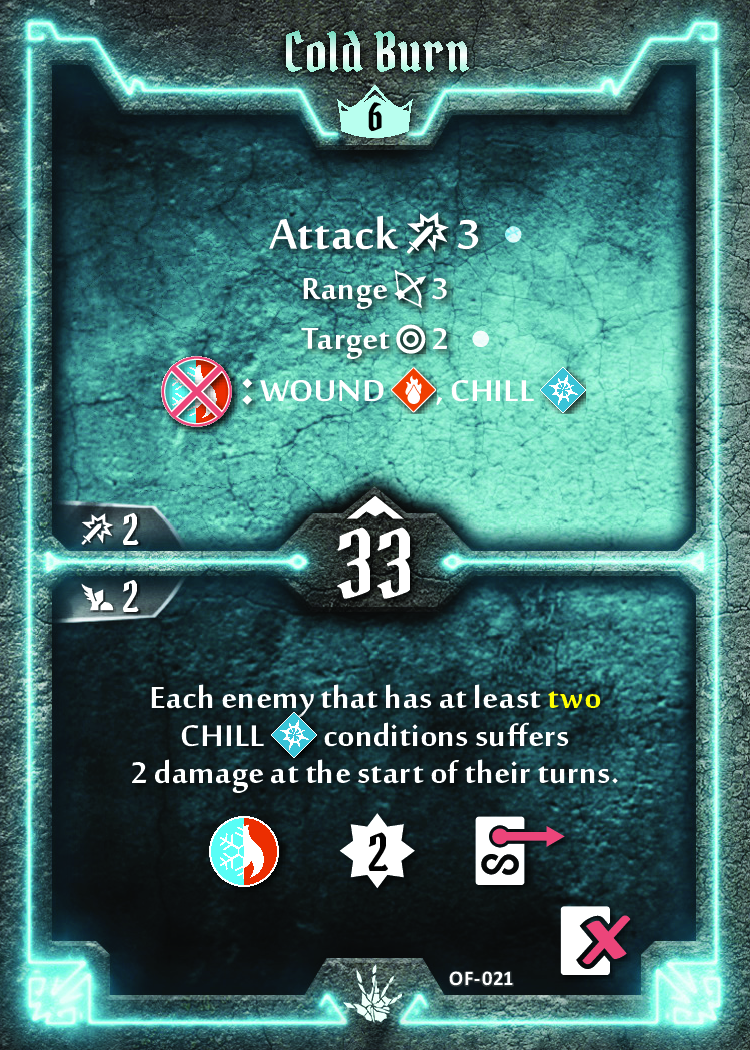 Cold Burn
6
Attack 3
Range 3
Target 2
: WOUND , CHILL
2
33
2
Each enemy that has at least two
CHILL conditions suffers
2 damage at the start of their turns.
2
OF-021